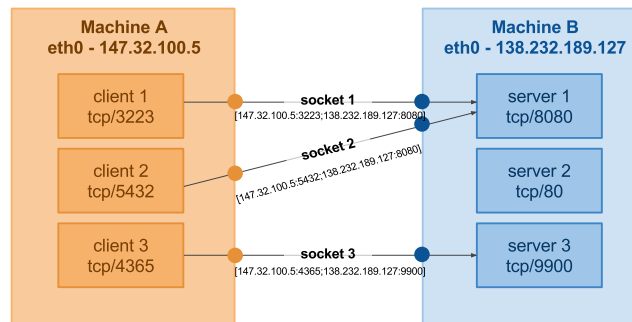 Machine A
eth0 - 147.32.100.5
Machine B
eth0 - 138.232.189.127
client 1
tcp/3223
socket 1
[147.32.100.5:3223;138.232.189.127:8080]
server 1
tcp/8080
client 2
tcp/5432
socket 2
[147.32.100.5:5432;138.232.189.127:8080]
server 2
tcp/80
client 3
tcp/4365
socket 3
[147.32.100.5:4365;138.232.189.127:9900]
server 3
tcp/9900